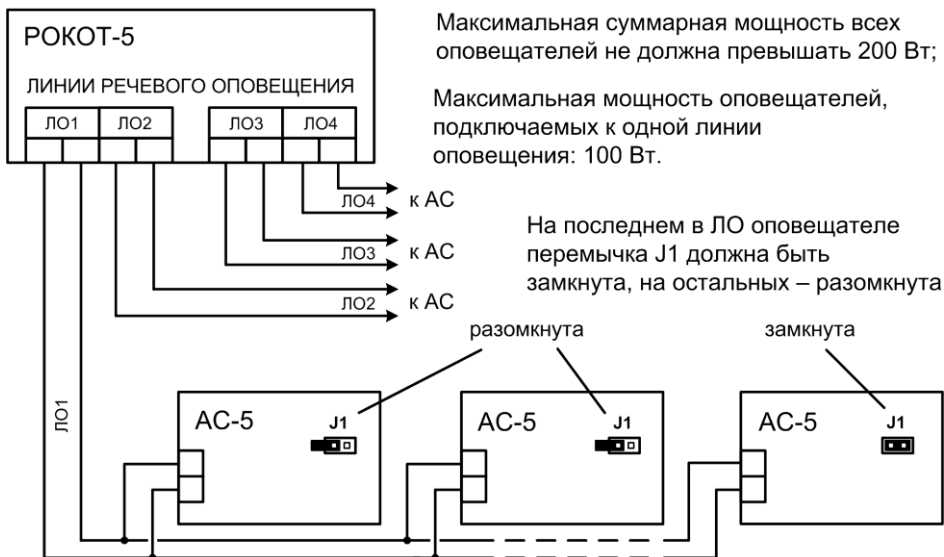 РОКОТ-5
ЛИНИИ РЕЧЕВОГО ОПОВЕЩЕНИЯ
ЛО1 ЛО2 ЛО3 ЛО4
Максимальная суммарная мощность всех
оповещателей не должна превышать 200 Вт;
Максимальная мощность оповещателей,
подключаемых к одной линии
оповещения: 100 Вт.
ЛО4 к АС
ЛО3 к АС
ЛО2 к АС
На последнем в ЛО оповещателе
перемычка J1 должна быть
замкнута, на остальных – разомкнута
разомкнута
замкнута
ЛО1
АС-5 J1
АС-5 J1
АС-5 J1